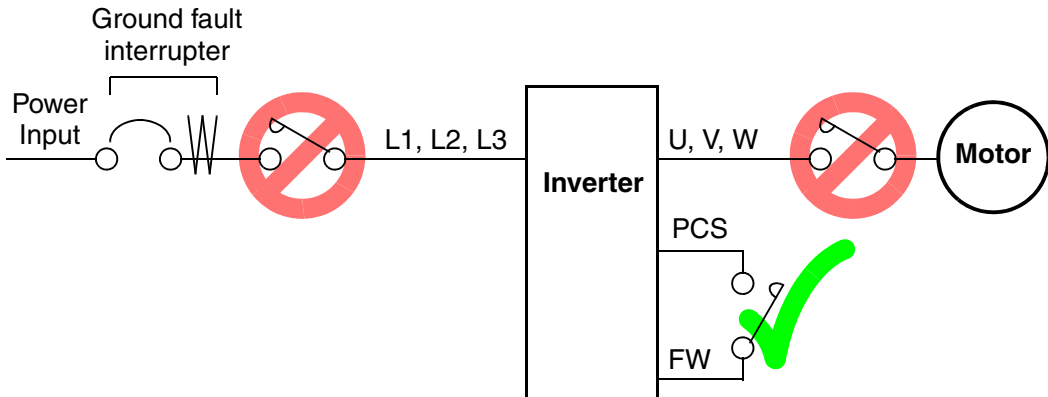 Ground fault
interrupter
Power
Input
L1, L2, L3
Inverter
U, V, W
Motor
PCS
FW